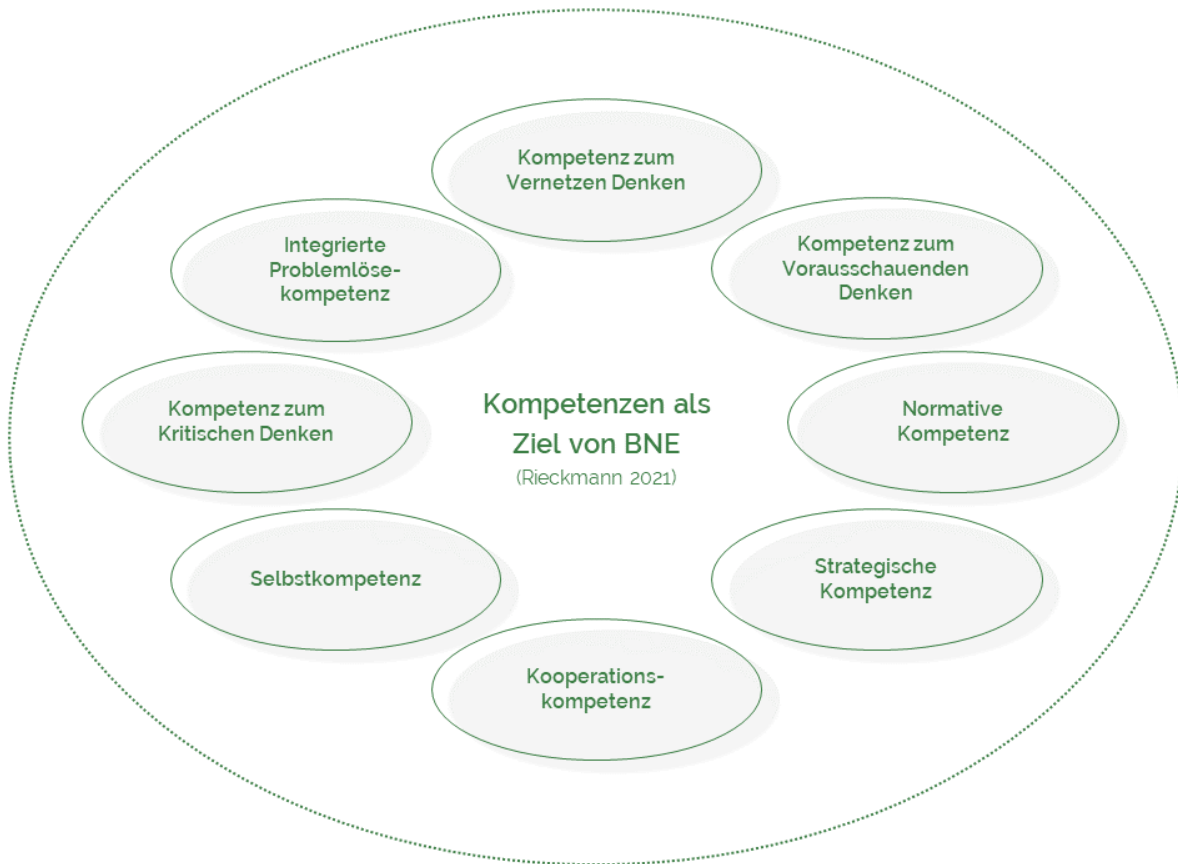 Kompetenz zum
Vernetzen Denken
Kompetenz zum
Vorausschauenden
Denken
Normative
Kompetenz
Strategische
Kompetenz
Kooperations-
kompetenz
Selbstkompetenz
Kompetenz zum
Kritischen Denken
Integrierte
Problemlöse-
kompetenz
Kompetenzen als
Ziel von BNE
(Rieckmann 2021)